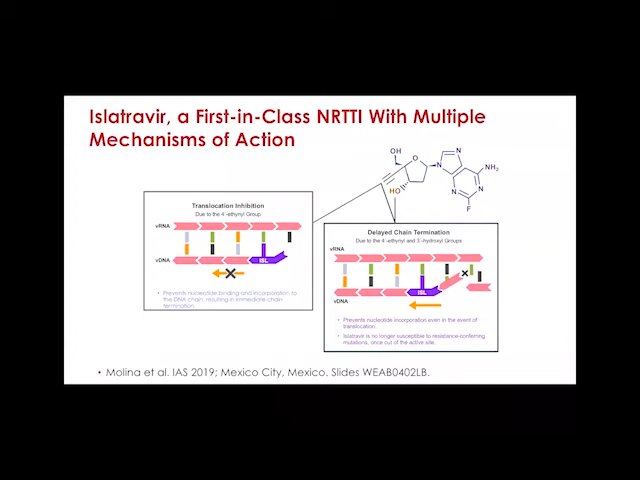 Islatravir, a First-in-Class NRTTI With Multiple
Mechanisms of Action
OH
O
N
N
NH2
HO
N
N
F
Translocation Inhibition
Due to the 4'-ethynyl Group
vRNA
vDNA
ISL
• Prevents nucleotide binding and incorporation to
the DNA chain, resulting in immediate chain
termination.
Delayed Chain Termination
Due to the 4'-ethynyl and 3'-hydroxyl Groups
vRNA
ISL
vDNA
• Prevents nucleotide incorporation even in the event of
translocation.
• Islatravir is no longer susceptible to resistance-conferring
mutations, once out of the active site.
• Molina et al. IAS 2019; Mexico City, Mexico. Slides WEAB0402LB.